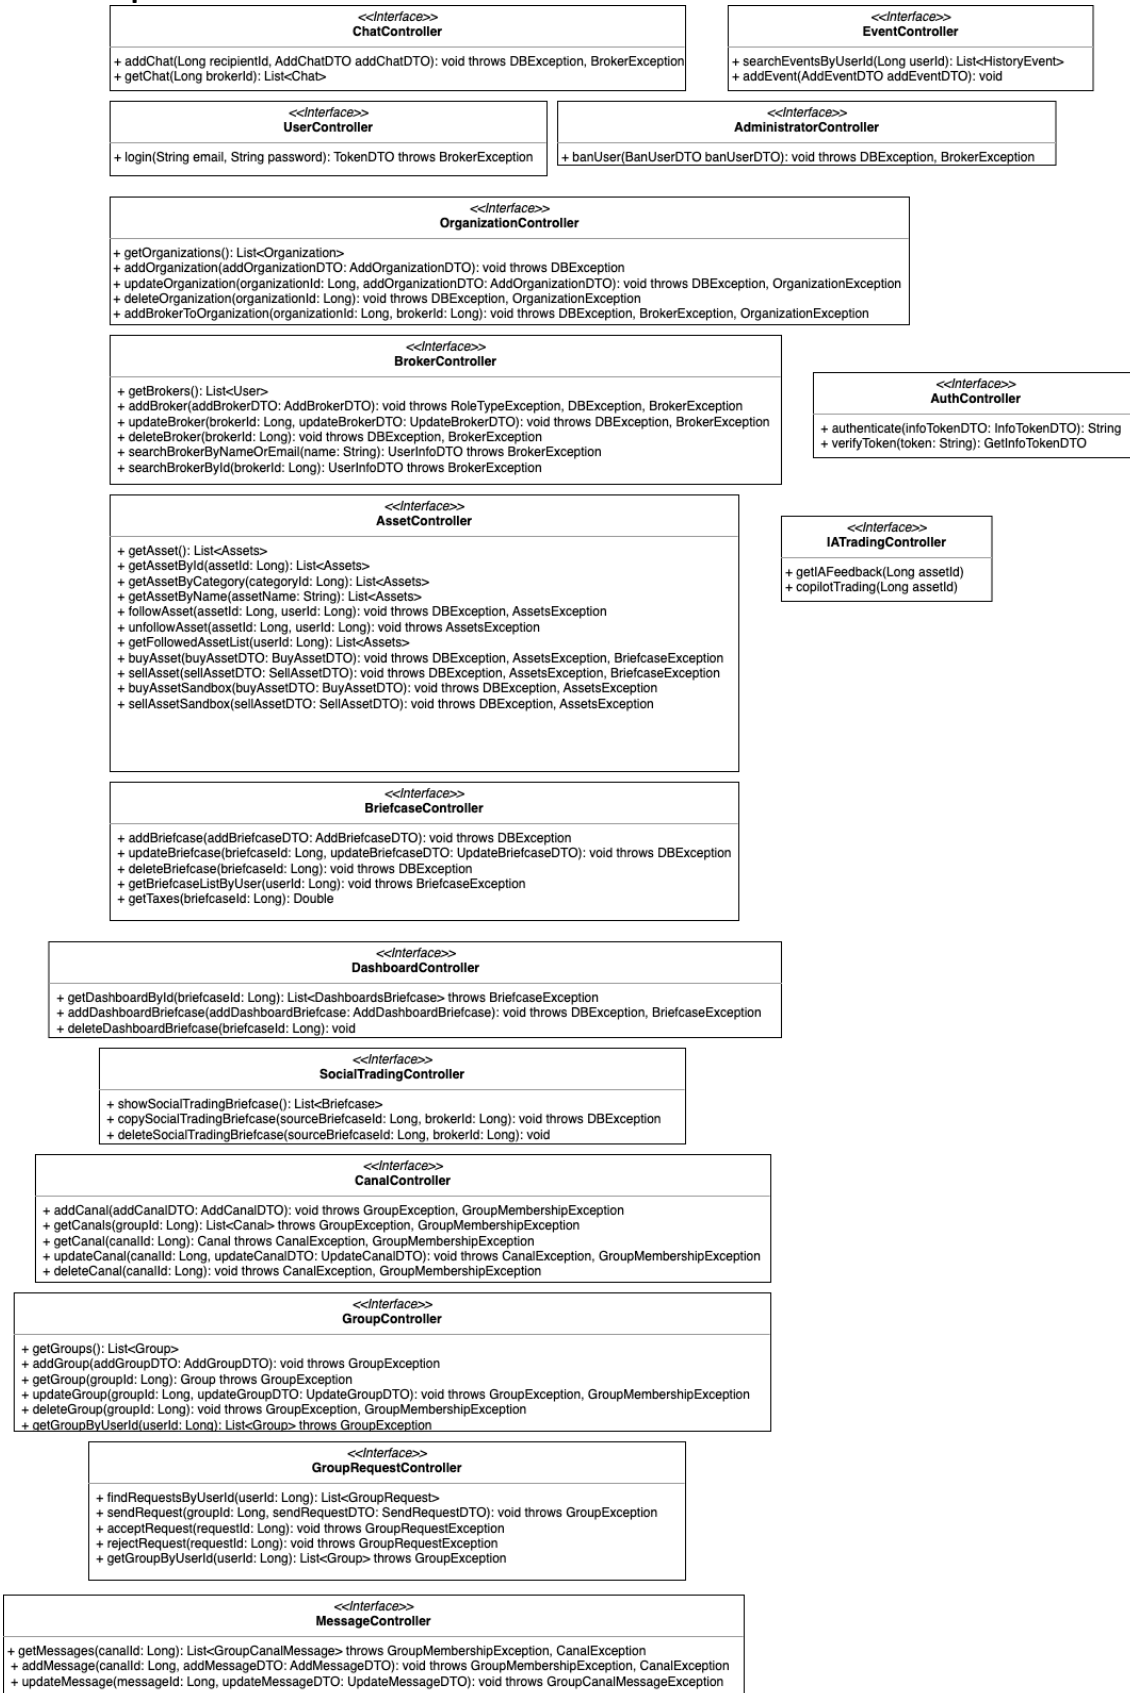 <<Interface>>
ChatController
+ addChat(Long recipientId, AddChatDTO addChatDTO): void throws DBException, BrokerException
+ getChat(Long brokerId): List<Chat>
<<Interface>>
EventController
+ searchEventsByUserId(Long userId): List<HistoryEvent>
+ addEvent(AddEventDTO addEventDTO): void
<<Interface>>
UserController
+ login(String email, String password): TokenDTO throws BrokerException
<<Interface>>
AdministratorController
+ banUser(BanUserDTO banUserDTO): void throws DBException, BrokerException
<<Interface>>
OrganizationController
+ getOrganizations(): List<Organization>
+ addOrganization(addOrganizationDTO: AddOrganizationDTO): void throws DBException
+ updateOrganization(organizationId: Long, addOrganizationDTO: AddOrganizationDTO): void throws DBException, OrganizationException
+ deleteOrganization(organizationId: Long): void throws DBException, OrganizationException
+ addBrokerToOrganization(organizationId: Long, brokerId: Long): void throws DBException, BrokerException, OrganizationException
<<Interface>>
BrokerController
+ getBrokers(): List<User>
+ addBroker(addBrokerDTO: AddBrokerDTO): void throws RoleTypeException, DBException, BrokerException
+ updateBroker(brokerId: Long, updateBrokerDTO: UpdateBrokerDTO): void throws DBException, BrokerException
+ deleteBroker(brokerId: Long): void throws DBException, BrokerException
+ searchBrokerByNameOrEmail(name: String): UserInfoDTO throws BrokerException
+ searchBrokerById(brokerId: Long): UserInfoDTO throws BrokerException
<<Interface>>
AuthController
+ authenticate(infoTokenDTO: InfoTokenDTO): String
+ verifyToken(token: String): GetInfoTokenDTO
<<Interface>>
AssetController
+ getAsset(): List<Assets>
+ getAssetById(assetId: Long): List<Assets>
+ getAssetByCategory(categoryId: Long): List<Assets>
+ getAssetByName(assetName: String): List<Assets>
+ followAsset(assetId: Long, userId: Long): void throws DBException, AssetsException
+ unfollowAsset(assetId: Long, userId: Long): void throws AssetsException
+ getFollowedAssetList(userId: Long): List<Assets>
+ buyAsset(buyAssetDTO: BuyAssetDTO): void throws DBException, AssetsException, BriefcaseException
+ sellAsset(sellAssetDTO: SellAssetDTO): void throws DBException, AssetsException, BriefcaseException
+ buyAssetSandbox(buyAssetDTO: BuyAssetDTO): void throws DBException, AssetsException
+ sellAssetSandbox(sellAssetDTO: SellAssetDTO): void throws DBException, AssetsException
<<Interface>>
IATradingController
+ getIAFeedback(Long assetId)
+ copilotTrading(Long assetId)
<<Interface>>
BriefcaseController
+ addBriefcase(addBriefcaseDTO: AddBriefcaseDTO): void throws DBException
+ updateBriefcase(briefcaseId: Long, updateBriefcaseDTO: UpdateBriefcaseDTO): void throws DBException
+ deleteBriefcase(briefcaseId: Long): void throws DBException
+ getBriefcaseListByUser(userId: Long): void throws BriefcaseException
+ getTaxes(briefcaseId: Long): Double
<<Interface>>
DashboardController
+ getDashboardById(briefcaseId: Long): List<DashboardsBriefcase> throws BriefcaseException
+ addDashboardBriefcase(addDashboardBriefcase: AddDashboardBriefcase): void throws DBException, BriefcaseException
+ deleteDashboardBriefcase(briefcaseId: Long): void
<<Interface>>
SocialTradingController
+ showSocialTradingBriefcase(): List<Briefcase>
+ copySocialTradingBriefcase(sourceBriefcaseId: Long, brokerId: Long): void throws DBException
+ deleteSocialTradingBriefcase(sourceBriefcaseId: Long, brokerId: Long): void
<<Interface>>
CanalController
+ addCanal(addCanalDTO: AddCanalDTO): void throws GroupException, GroupMembershipException
+ getCanals(groupId: Long): List<Canal> throws GroupException, GroupMembershipException
+ getCanal(canalId: Long): Canal throws CanalException, GroupMembershipException
+ updateCanal(canalId: Long, updateCanalDTO: UpdateCanalDTO): void throws CanalException, GroupMembershipException
+ deleteCanal(canalId: Long): void throws CanalException, GroupMembershipException
<<Interface>>
GroupController
+ getGroups(): List<Group>
+ addGroup(addGroupDTO: AddGroupDTO): void throws GroupException
+ getGroup(groupId: Long): Group throws GroupException
+ updateGroup(groupId: Long, updateGroupDTO: UpdateGroupDTO): void throws GroupException, GroupMembershipException
+ deleteGroup(groupId: Long): void throws GroupException, GroupMembershipException
+ getGroupByUserId(userId: Long): List<Group> throws GroupException
<<Interface>>
GroupRequestController
+ findRequestsByUserId(userId: Long): List<GroupRequest>
+ sendRequest(groupId: Long, sendRequestDTO: SendRequestDTO): void throws GroupException
+ acceptRequest(requestId: Long): void throws GroupRequestException
+ rejectRequest(requestId: Long): void throws GroupRequestException
+ getGroupByUserId(userId: Long): List<Group> throws GroupException
<<Interface>>
MessageController
+ getMessages(canalId: Long): List<GroupCanalMessage> throws GroupMembershipException, CanalException
+ addMessage(canalId: Long, addMessageDTO: AddMessageDTO): void throws GroupMembershipException, CanalException
+ updateMessage(messageId: Long, updateMessageDTO: UpdateMessageDTO): void throws GroupCanalMessageException